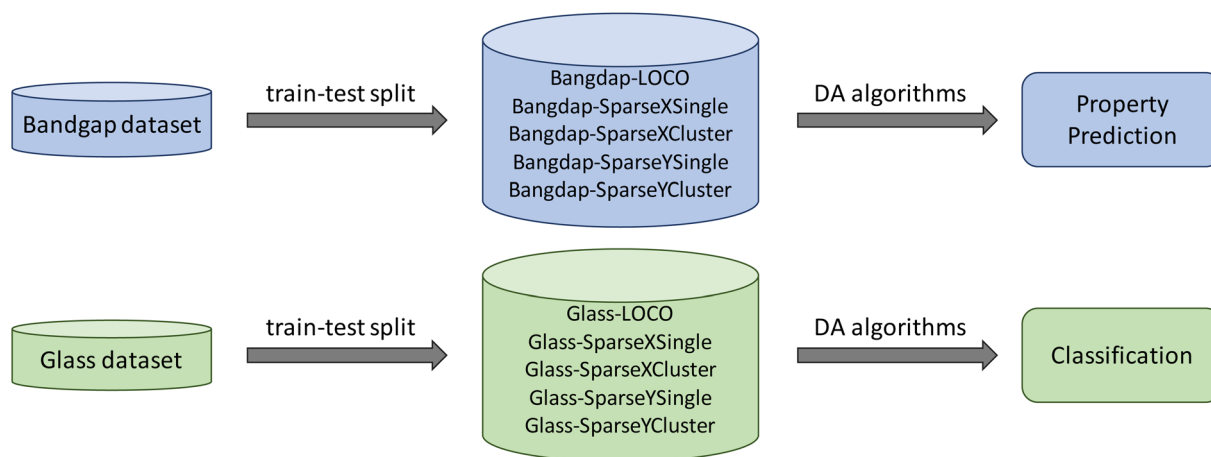 Bandgap dataset
train-test split
Bangdap-LOCO
Bangdap-SparseXSingle
Bangdap-SparseXCluster
Bangdap-SparseYSingle
Bangdap-SparseYCluster
DA algorithms
Property
Prediction
Glass dataset
train-test split
Glass-LOCO
Glass-SparseXSingle
Glass-SparseXCluster
Glass-SparseYSingle
Glass-SparseYCluster
DA algorithms
Classification